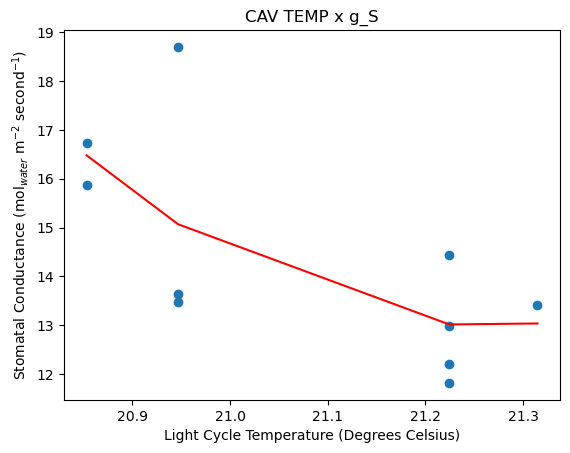 CAV TEMP x g_S
Stomatal Conductance (mol_water m⁻² second⁻¹)
19
18
17
16
15
14
13
12
20.9 21.0 21.1 21.2 21.3
Light Cycle Temperature (Degrees Celsius)